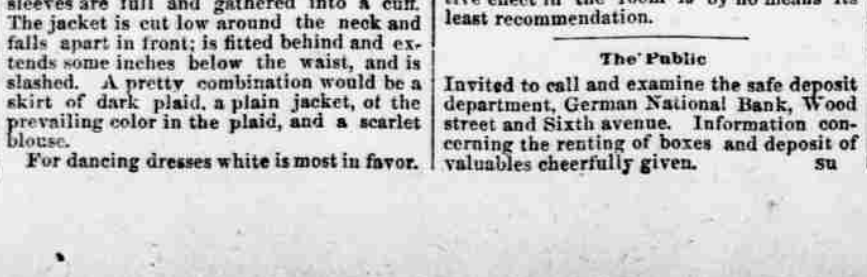 sleeves are full and gathered into a cuff.
The jacket is cut low around the neck and
falls apart in front; is fitted behind and ex-
tends some inches below the waist, and is
slashed. A pretty combination would be a
skirt of dark plaid, a plain jacket, of the
prevailing color in the plaid, and a scarlet
blouse.
For dancing dresses white is most in favor.
least recommendation.
The Public
Invited to call and examine the safe deposit
department, German National Bank, Wood
street and Sixth avenue. Information con-
cerning the renting of boxes and deposit of
valuables cheerfully given. su